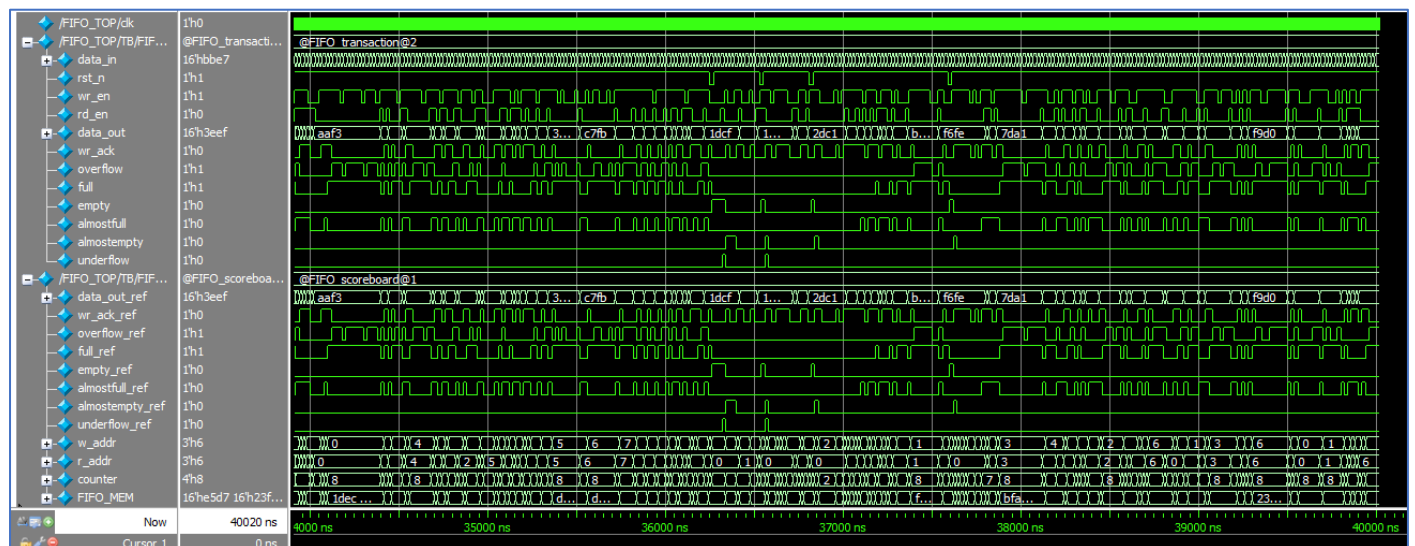 /FIFO_TOP/clk 1'h0
/FIFO_TOP/TB/FIF... @FIFO_transacti... @FIFO_transaction@2
data_in 16'hbbe7
rst_n 1'h1
wr_en 1'h1
rd_en 1'h0
data_out 16'h3eef aaf3 3... c7fb 1dcf 1... 2dc1 b... f6fe 7da1 f9d0
wr_ack 1'h0
overflow 1'h1
full 1'h1
empty 1'h0
almostfull 1'h0
almostempty 1'h0
underflow 1'h0
/FIFO_TOP/TB/FIF... @FIFO_scoreboa... @FIFO_scoreboard@1
data_out_ref 16'h3eef aaf3 3... c7fb 1dcf 1... 2dc1 b... f6fe 7da1 f9d0
wr_ack_ref 1'h0
overflow_ref 1'h1
full_ref 1'h1
empty_ref 1'h0
almostfull_ref 1'h0
almostempty_ref 1'h0
underflow_ref 1'h0
w_addr 3'h6 0 4 5 6 7 2 1 3 4 2 6 1 3 6 0 1
r_addr 3'h6 0 4 2 5 5 6 7 0 1 0 0 1 0 3 2 6 0 3 6 0 1 6
counter 4'h8 8 8 8 8 2 8 7 8 8 8 8 8 8 8
FIFO_MEM 16'he5d7 16'h23f... 1dec ... d... d... f... bfa... 23...
Now 40020 ns 4000 ns 35000 ns 36000 ns 37000 ns 38000 ns 39000 ns 40000 ns
Cursor 1 0 ns